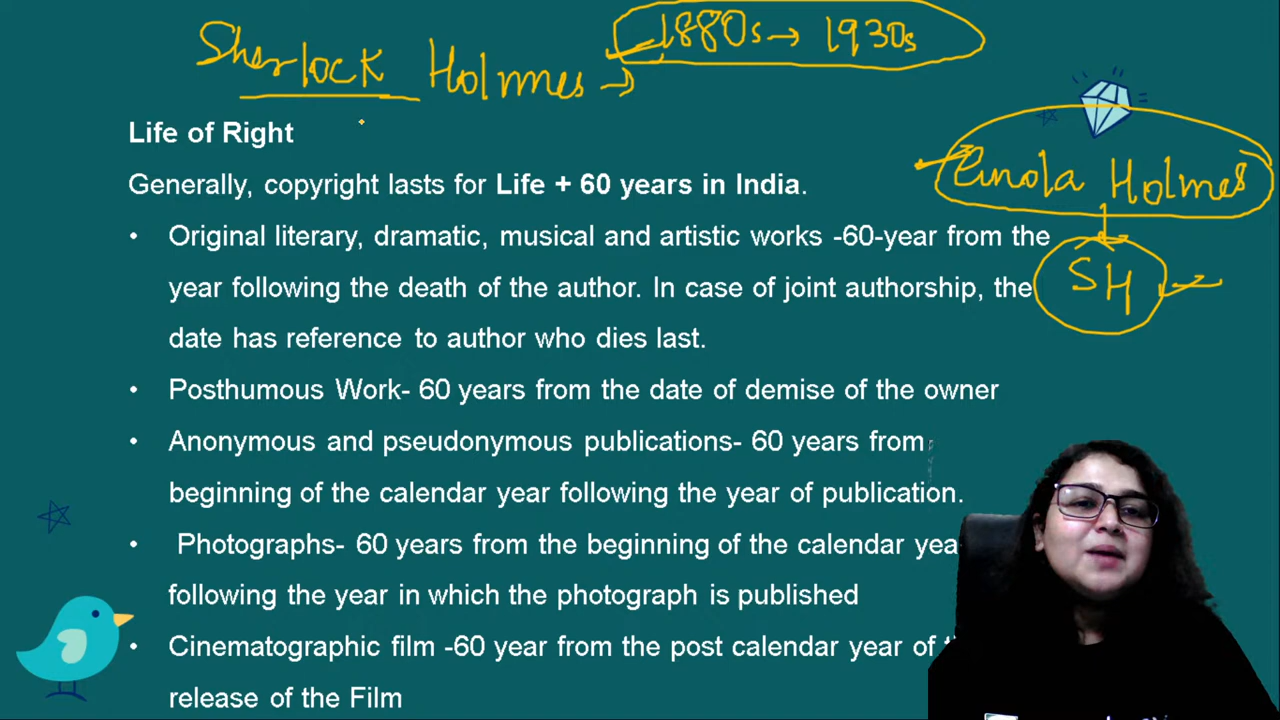 Sherlock Holmes → 1880s → 1930s
Life of Right
Enola Holmes
Generally, copyright lasts for Life + 60 years in India.
• Original literary, dramatic, musical and artistic works -60-year from the
year following the death of the author. In case of joint authorship, the
SH
date has reference to author who dies last.
• Posthumous Work- 60 years from the date of demise of the owner
• Anonymous and pseudonymous publications- 60 years from
beginning of the calendar year following the year of publication.
• Photographs- 60 years from the beginning of the calendar
following the year in which the photograph is published
• Cinematographic film -60 year from the post calendar year of
release of the Film